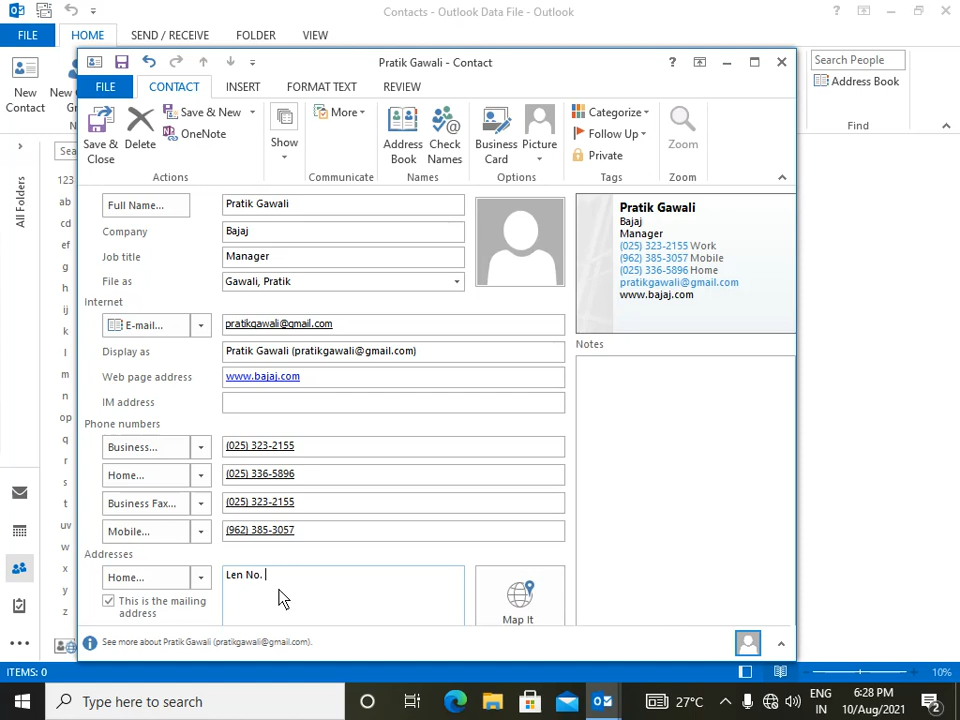 Contacts - Outlook Data File - Outlook
FILE
HOME
SEND / RECEIVE
FOLDER
VIEW
New
Contact
New
Gr
Search People
Address Book
Find
Pratik Gawali - Contact
FILE
CONTACT
INSERT
FORMAT TEXT
REVIEW
Save &
Close
Delete
Save & New
OneNote
Show
More
Address
Book
Check
Names
Business
Card
Picture
Categorize
Follow Up
Private
Zoom
Actions
Communicate
Names
Options
Tags
Zoom
All Folders
Sea
123
ab
cd
ef
g
h
ij
k
l
m
n
op
q
r
s
t
uv
w
x
y
z
Full Name...
Pratik Gawali
Company
Bajaj
Job title
Manager
File as
Gawali, Pratik
Internet
E-mail...
pratikgawali@gmail.com
Display as
Pratik Gawali (pratikgawali@gmail.com)
Web page address
www.bajaj.com
IM address
Phone numbers
Business...
(025) 323-2155
Home...
(025) 336-5896
Business Fax...
(025) 323-2155
Mobile...
(962) 385-3057
Addresses
Home...
Len No.
This is the mailing
address
Map It
Pratik Gawali
Bajaj
Manager
(025) 323-2155 Work
(962) 385-3057 Mobile
(025) 336-5896 Home
pratikgawali@gmail.com
www.bajaj.com
Notes
See more about Pratik Gawali (pratikgawali@gmail.com).
ITEMS: 0
10%
Type here to search
27°C
ENG
IN
6:28 PM
10/Aug/2021
2